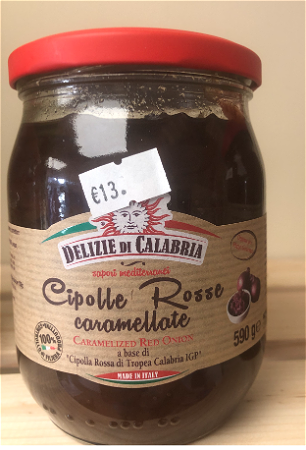 €13.
DELIZIE DI CALABRIA
sapori mediterranei
Cipolle Rosse
caramellate
CARAMELIZED RED ONION
a base di
"Cipolla Rossa di Tropea Calabria IGP"
MADE IN ITALY
100%
590 g